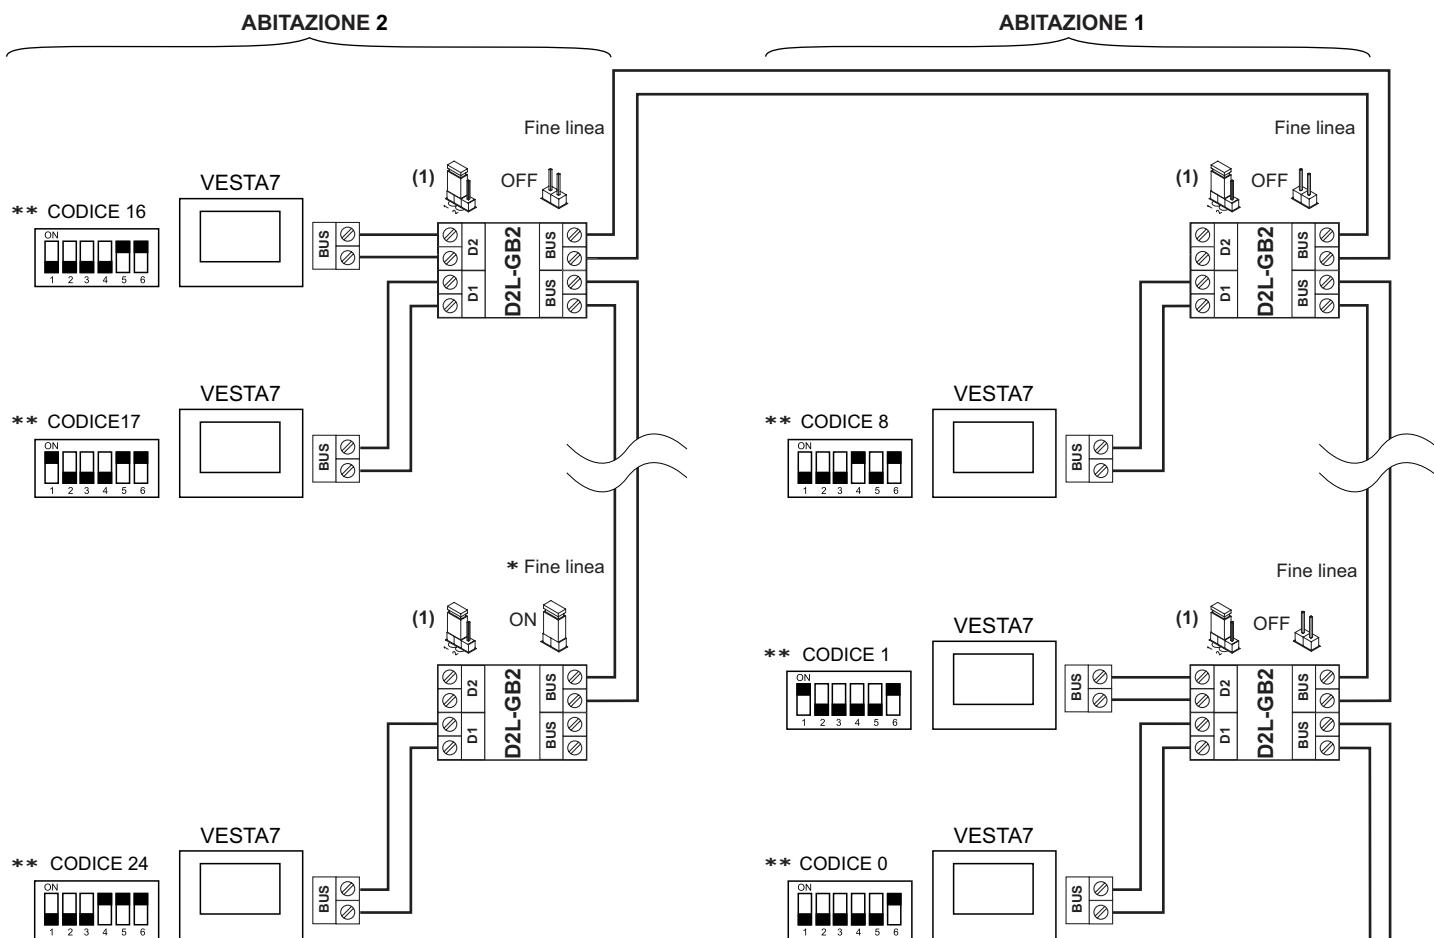 ABITAZIONE 2
ABITAZIONE 1
Fine linea
Fine linea
(1)
OFF
(1)
OFF
VESTA7
** CODICE 16
ON
1 2 3 4 5 6
BUS
D2
D1
D2L-GB2
BUS
BUS
D2
D1
D2L-GB2
BUS
BUS
VESTA7
** CODICE17
ON
1 2 3 4 5 6
BUS
VESTA7
** CODICE 8
ON
1 2 3 4 5 6
BUS
* Fine linea
Fine linea
(1)
ON
(1)
OFF
D2
D1
D2L-GB2
BUS
BUS
VESTA7
** CODICE 1
ON
1 2 3 4 5 6
BUS
D2
D1
D2L-GB2
BUS
BUS
VESTA7
** CODICE 24
ON
1 2 3 4 5 6
BUS
VESTA7
** CODICE 0
ON
1 2 3 4 5 6
BUS